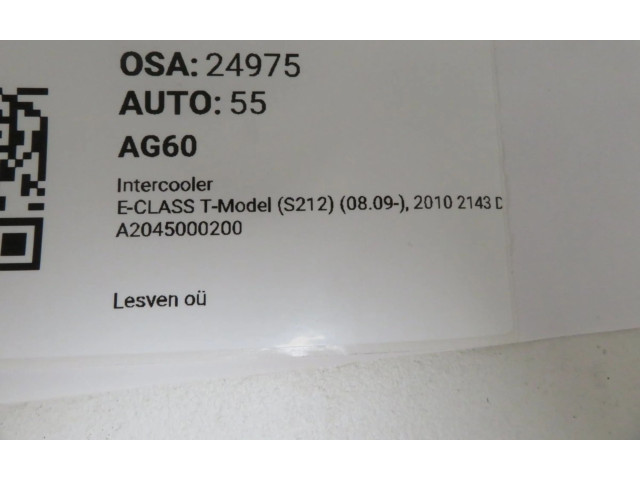 OSA: 24975
AUTO: 55
AG60
Intercooler
E-CLASS T-Model (S212) (08.09-), 2010 2143 D
A2045000200
Lesven oü